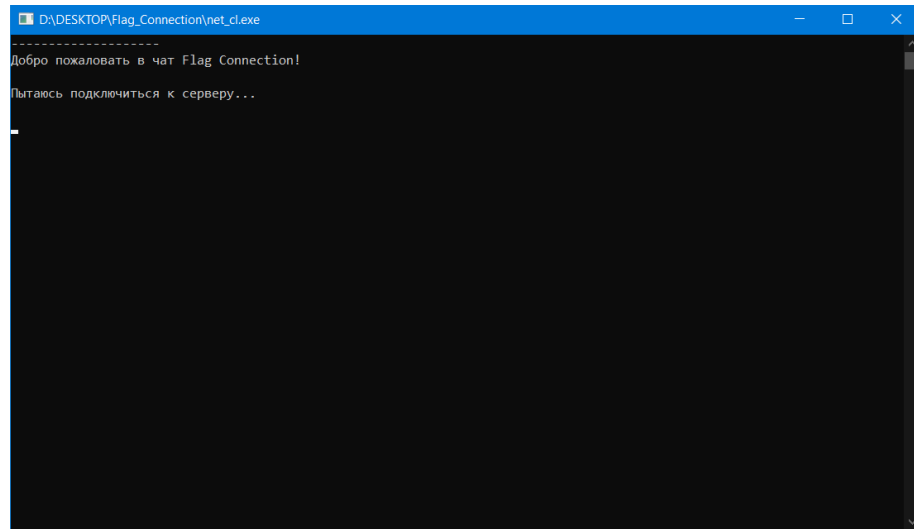 D:\DESKTOP\Flag_Connection\net_cl.exe
--------------------
Добро пожаловать в чат Flag Connection!
Пытаюсь подключиться к серверу...